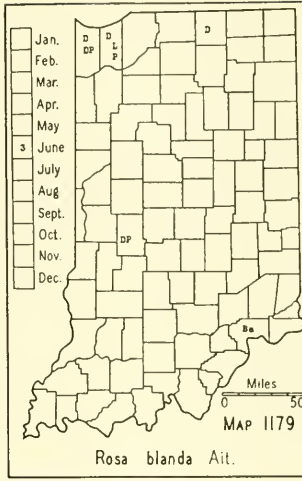 Jan.
Feb.
Mar.
Apr.
May
3 June
July
Aug
Sept.
Oct.
Nov.
Dec.
D
DP
D
L
P
D
DP
Ba
Miles
0 50
MAP 1179
Rosa blanda Ait.